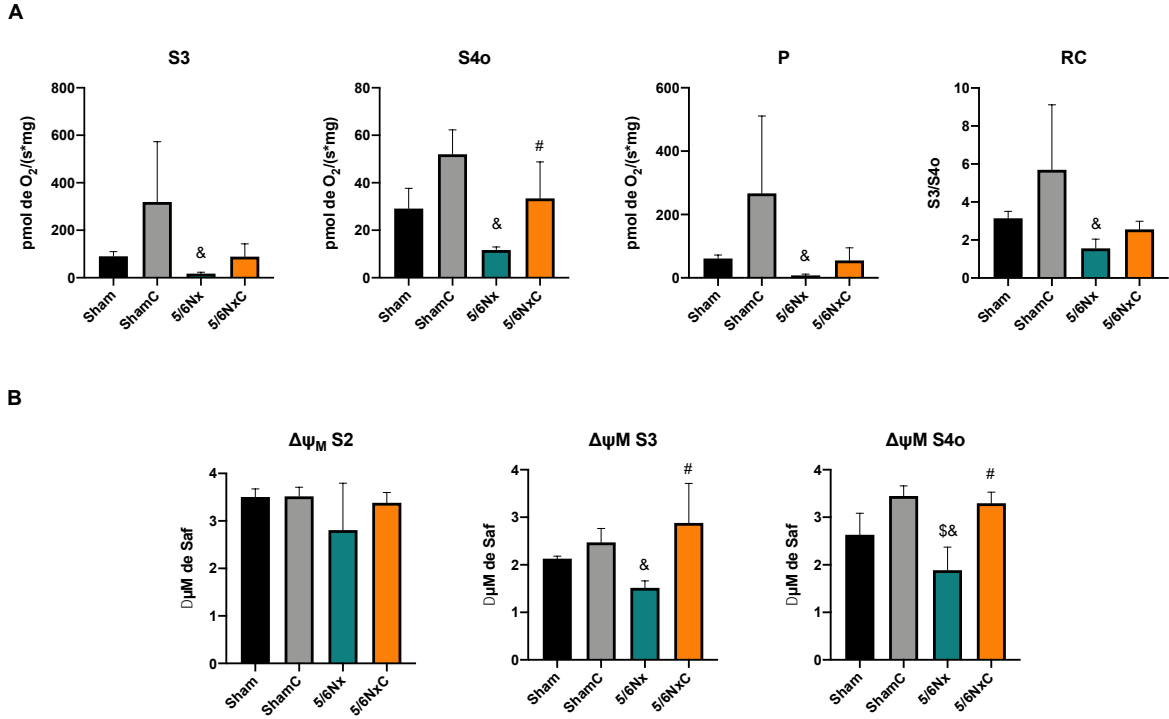 A
S3
S4o
P
RC
pmol de O₂/(s*mg)
800
600
400
200
0
&
Sham
ShamC
5/6Nx
5/6NxC
pmol de O₂/(s*mg)
80
60
40
20
0
&
#
Sham
ShamC
5/6Nx
5/6NxC
pmol de O₂/(s*mg)
600
400
200
0
&
Sham
ShamC
5/6Nx
5/6NxC
S3/S4o
10
8
6
4
2
0
&
Sham
ShamC
5/6Nx
5/6NxC
B
Δψ_M S2
ΔψM S3
ΔψM S4o
▯µM de Saf
4
3
2
1
0
Sham
ShamC
5/6Nx
5/6NxC
▯µM de Saf
4
3
2
1
0
&
#
Sham
ShamC
5/6Nx
5/6NxC
▯µM de Saf
4
3
2
1
0
$&
#
Sham
ShamC
5/6Nx
5/6NxC